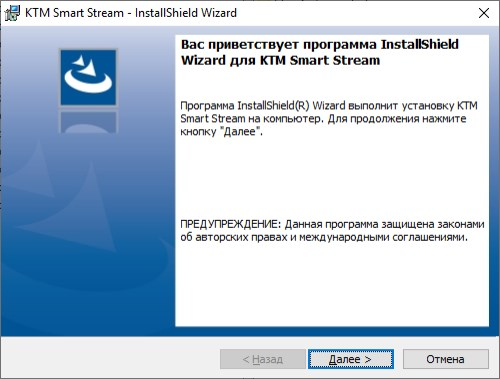 KTM Smart Stream - InstallShield Wizard
Вас приветствует программа InstallShield
Wizard для KTM Smart Stream
Программа InstallShield(R) Wizard выполнит установку KTM
Smart Stream на компьютер. Для продолжения нажмите
кнопку "Далее".
ПРЕДУПРЕЖДЕНИЕ: Данная программа защищена законами
об авторских правах и международными соглашениями.
< Назад
Далее >
Отмена